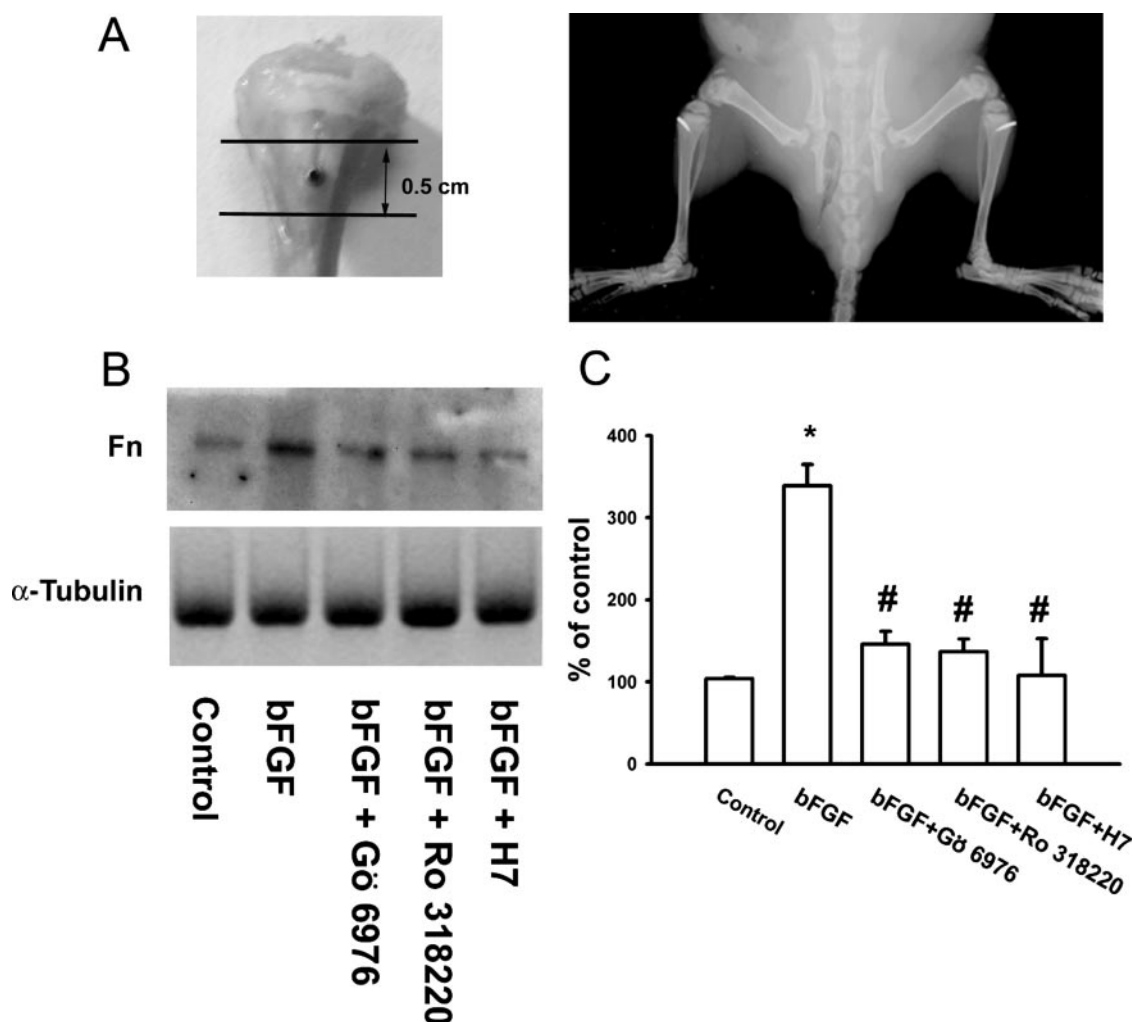 A
0.5 cm
B
Fn
α-Tubulin
Control
bFGF
bFGF + Gö 6976
bFGF + Ro 318220
bFGF + H7
C
% of control
400
300
200
100
0
*
#
#
#
Control
bFGF
bFGF+Gö 6976
bFGF+Ro 318220
bFGF+H7